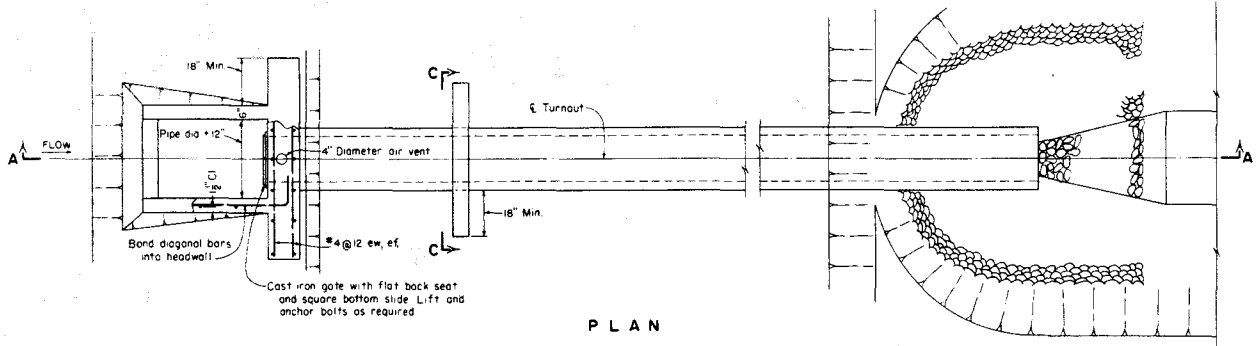 18" Min.
C
6"
℄ Turnout
Pipe dia + 12"
A
FLOW
4" Diameter air vent
A
1½" Cl
18" Min.
Bend diagonal bars
into headwall
#4 @ 12 ew, ef.
C
Cast iron gate with flat back seat
and square bottom slide Lift and
anchor bolts as required
PLAN